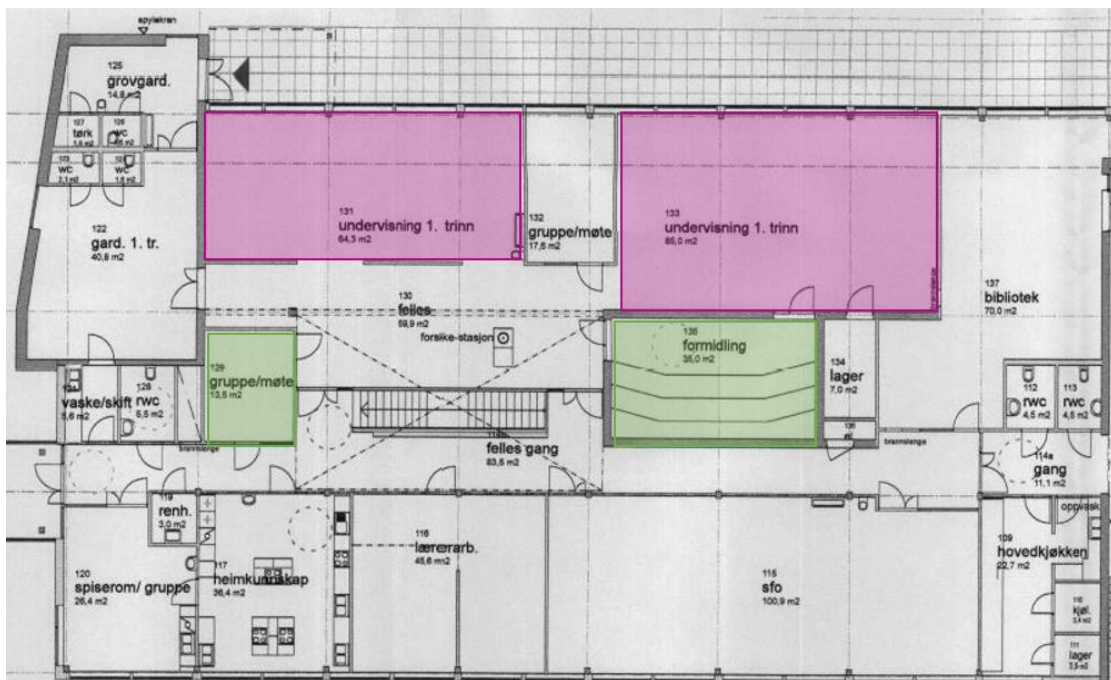 spylekran
125
grovgard.
14,8 m2
127
tørk
wc
123
wc
2,1 m2
wc
1,6 m2
122
gard. 1. tr.
40,8 m2
131
undervisning 1. trinn
64,3 m2
132
gruppe/møte
17,6 m2
133
undervisning 1. trinn
85,0 m2
137
bibliotek
70,0 m2
130
felles
59,9 m2
forsike-stasjon
129
gruppe/møte
13,5 m2
formidling
35,0 m2
134
lager
7,0 m2
vaske/skift
5,6 m2
128
rwc
5,5 m2
112
rwc
4,5 m2
113
rwc
4,5 m2
brannslange
felles gang
83,5 m2
brannslange
114a
gang
11,1 m2
119
renh.
3,0 m2
oppvask
120
spiserom/ gruppe
26,4 m2
117
heimkunnskap
36,4 m2
116
lærerarb.
45,6 m2
115
sfo
100,9 m2
109
hovedkjøkken
22,7 m2
110
kjøl.
3,4 m2
111
lager